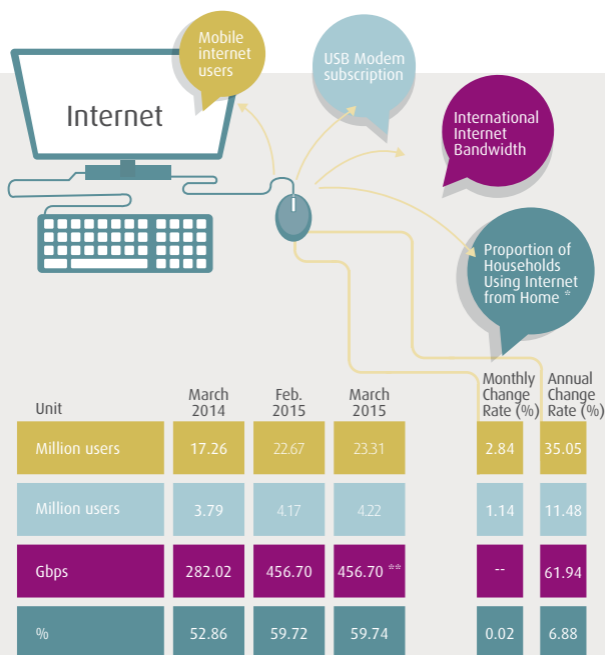 Mobile
internet
users
USB Modem
subscription
Internet
International
Internet
Bandwidth
Proportion of
Households
Using Internet
from Home *
Unit
March
2014
Feb.
2015
March
2015
Monthly
Change
Rate (%)
Annual
Change
Rate (%)
Million users 17.26 22.67 23.31 2.84 35.05
Million users 3.79 4.17 4.22 1.14 11.48
Gbps 282.02 456.70 456.70 ** -- 61.94
% 52.86 59.72 59.74 0.02 6.88